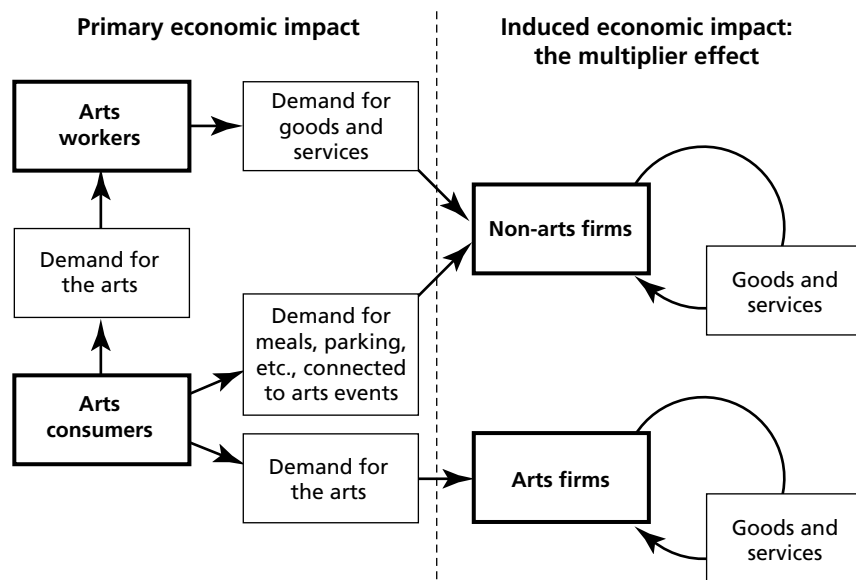 Primary economic impact
Induced economic impact:
the multiplier effect
Arts
workers
Demand for
goods and
services
Non-arts firms
Goods and
services
Demand for
the arts
Demand for
meals, parking,
etc., connected
to arts events
Arts
consumers
Demand for
the arts
Arts firms
Goods and
services